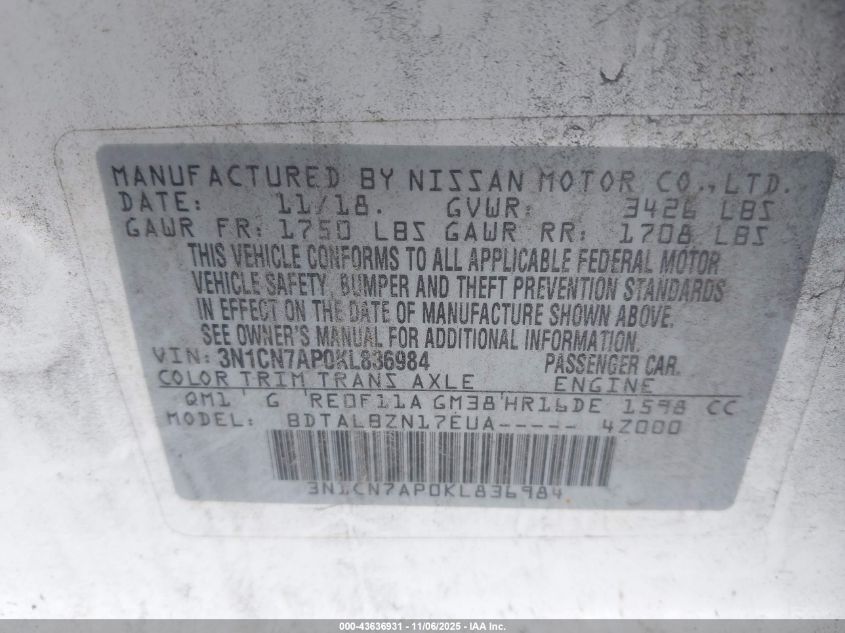 MANUFACTURED BY NISSAN MOTOR CO., LTD.
DATE: 11/18. GVWR: 3426 LBS
GAWR FR: 1750 LBS GAWR RR: 1708 LBS
THIS VEHICLE CONFORMS TO ALL APPLICABLE FEDERAL MOTOR
VEHICLE SAFETY, BUMPER AND THEFT PREVENTION STANDARDS
IN EFFECT ON THE DATE OF MANUFACTURE SHOWN ABOVE.
SEE OWNER'S MANUAL FOR ADDITIONAL INFORMATION.
VIN: 3N1CN7AP0KL836984 PASSENGER CAR.
COLOR TRIM TRANS AXLE ENGINE
QM1 G RE0F11A GM38 HR16DE 1598 CC
MODEL: BDTALBZN17EUA----- 4Z000
3N1CN7AP0KL836984
000-43636931 - 11/06/2025 - IAA Inc.